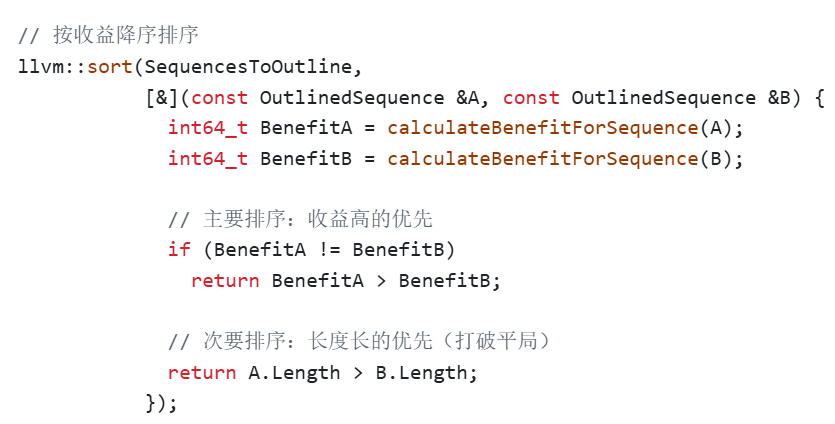 // 按收益降序排序
llvm::sort(SequencesToOutline,
           [&](const OutlinedSequence &A, const OutlinedSequence &B) {
             int64_t BenefitA = calculateBenefitForSequence(A);
             int64_t BenefitB = calculateBenefitForSequence(B);

             // 主要排序：收益高的优先
             if (BenefitA != BenefitB)
               return BenefitA > BenefitB;

             // 次要排序：长度长的优先（打破平局）
             return A.Length > B.Length;
           });